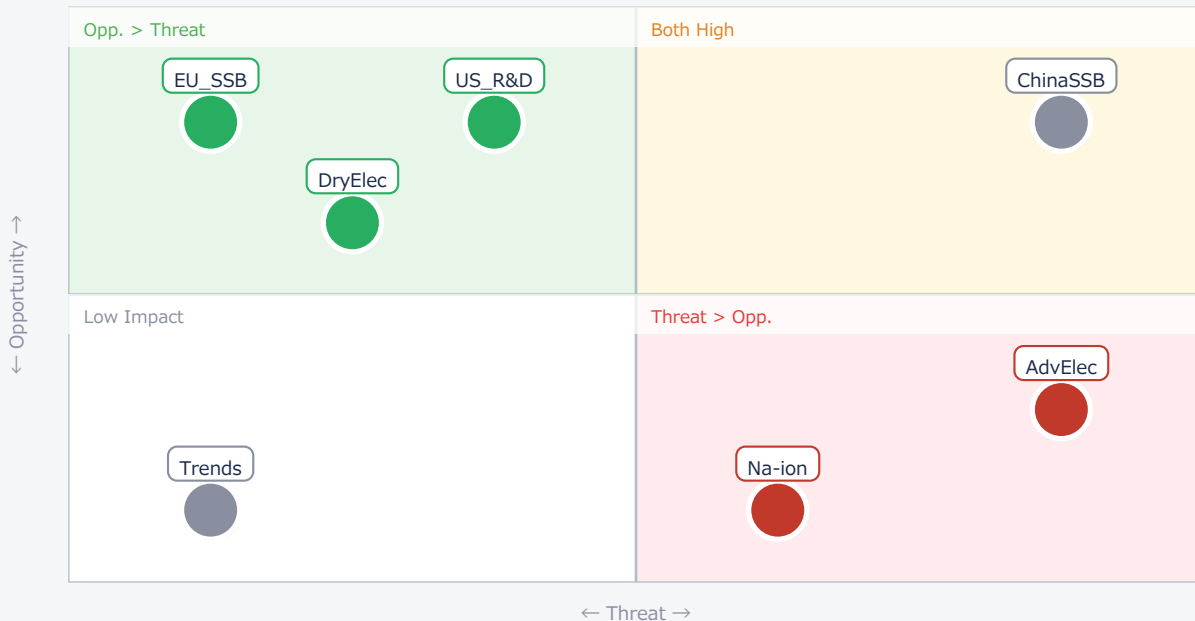 Opp. > Threat
Both High
EU_SSB
US_R&D
ChinaSSB
DryElec
← Opportunity →
Low Impact
Threat > Opp.
AdvElec
Trends
Na-ion
← Threat →